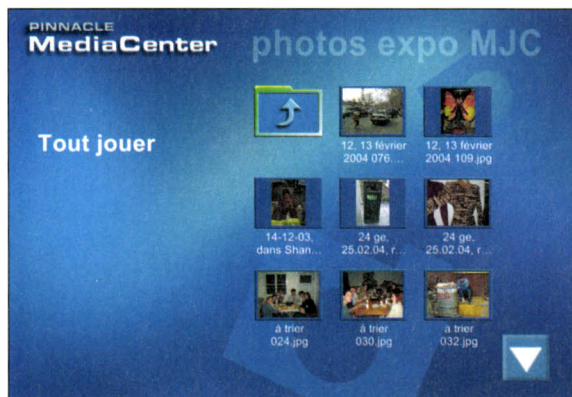 PINNACLE
MediaCenter
photos expo MJC
Tout jouer
12, 13 février
2004 076....
12, 13 février
2004 109.jpg
14-12-03,
dans Shan...
24 ge,
25.02.04, r...
24 ge,
25.02.04, r...
à trier
024.jpg
à trier
030.jpg
à trier
032.jpg